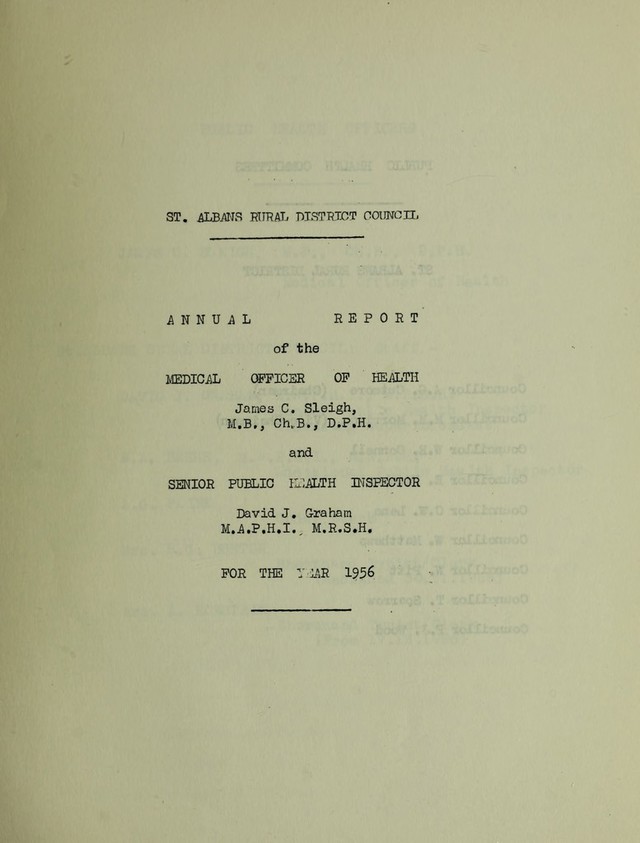 ST. ALBANS RURAL DISTRICT COUNCIL
ANNUAL REPORT
of the
MEDICAL OFFICER OF HEALTH
James C. Sleigh,
M.B., Ch.B., D.P.H.
and
SENIOR PUBLIC HEALTH INSPECTOR
David J. Graham
M.A.P.H.I., M.R.S.H.
FOR THE YEAR 1956